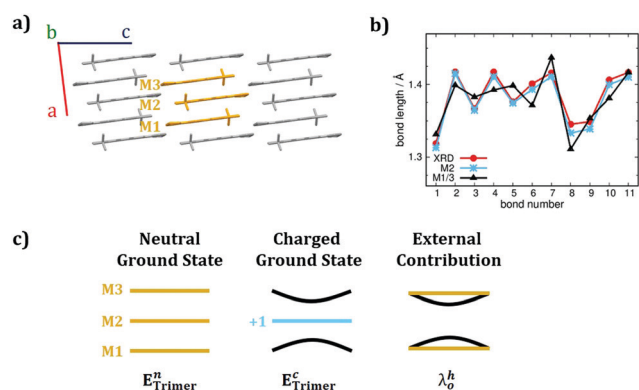 a)
b
c
a
M3
M2
M1
b)
bond length / Å
1.4
1.3
XRD
M2
M1/3
1 2 3 4 5 6 7 8 9 10 11
bond number
c)
Neutral
Ground State
Charged
Ground State
External
Contribution
M3
M2
+1
M1
E^n_Trimer
E^c_Trimer
λ^h_o